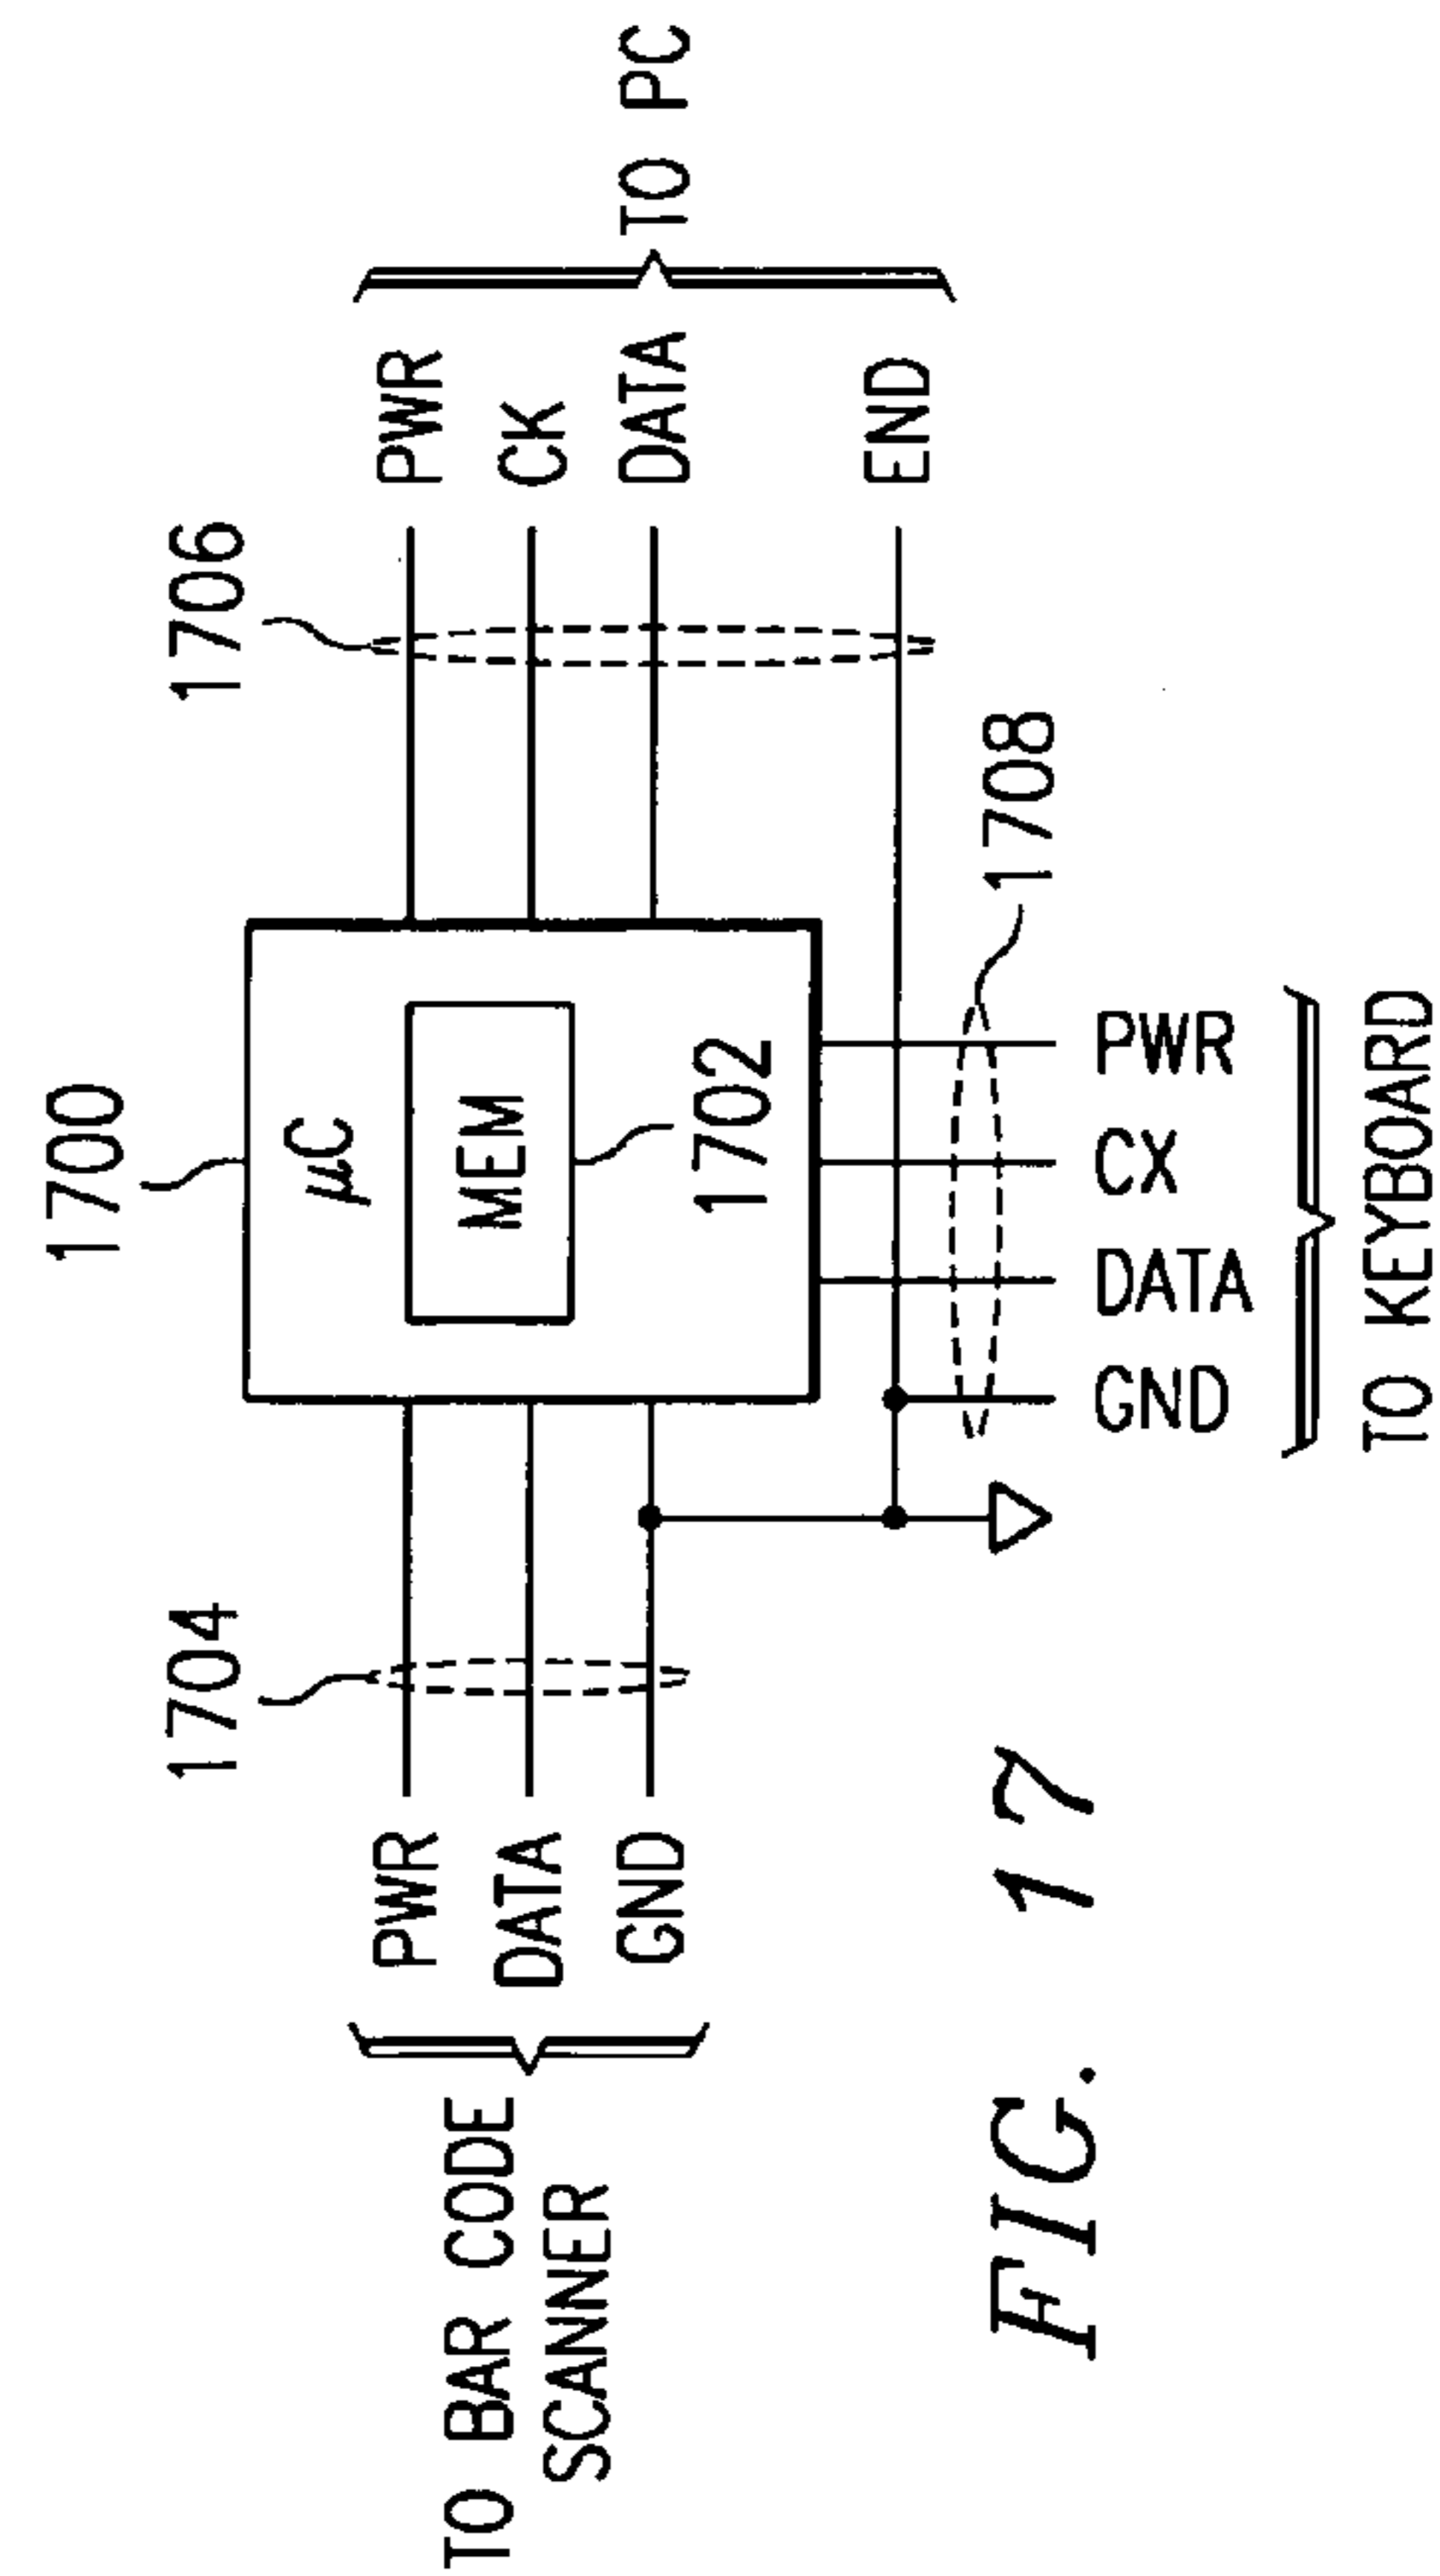 1700
µC
MEM
1702
1704
1706
1708
TO BAR CODE
SCANNER
PWR
DATA
GND
PWR
CK
DATA
END
TO PC
GND
DATA
CX
PWR
TO KEYBOARD
FIG. 17